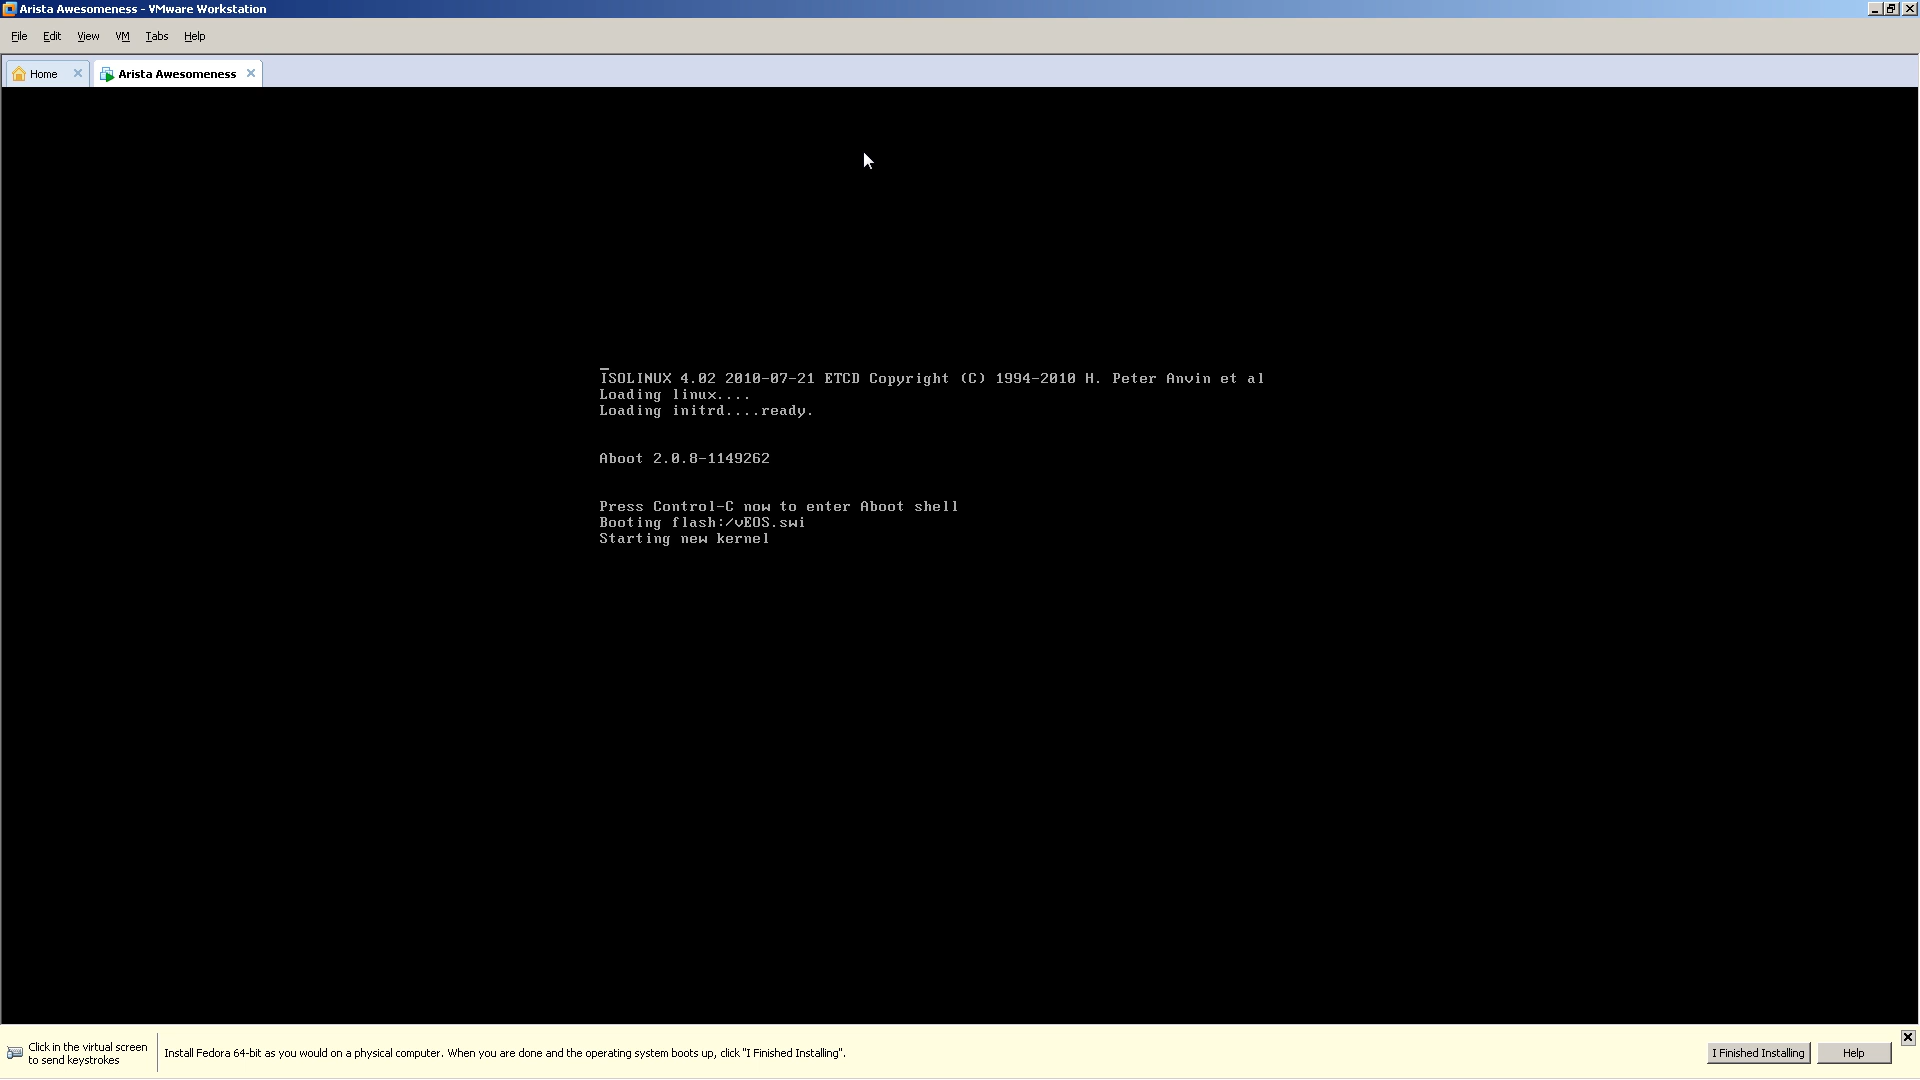 Arista Awesomeness - VMware Workstation
File Edit View VM Tabs Help
Home Arista Awesomeness
ISOLINUX 4.02 2010-07-21 ETCD Copyright (C) 1994-2010 H. Peter Anvin et al
Loading linux....
Loading initrd....ready.
Aboot 2.0.8-1149262
Press Control-C now to enter Aboot shell
Booting flash:/vEOS.swi
Starting new kernel
Click in the virtual screen
to send keystrokes
Install Fedora 64-bit as you would on a physical computer. When you are done and the operating system boots up, click "I Finished Installing".
I Finished Installing Help